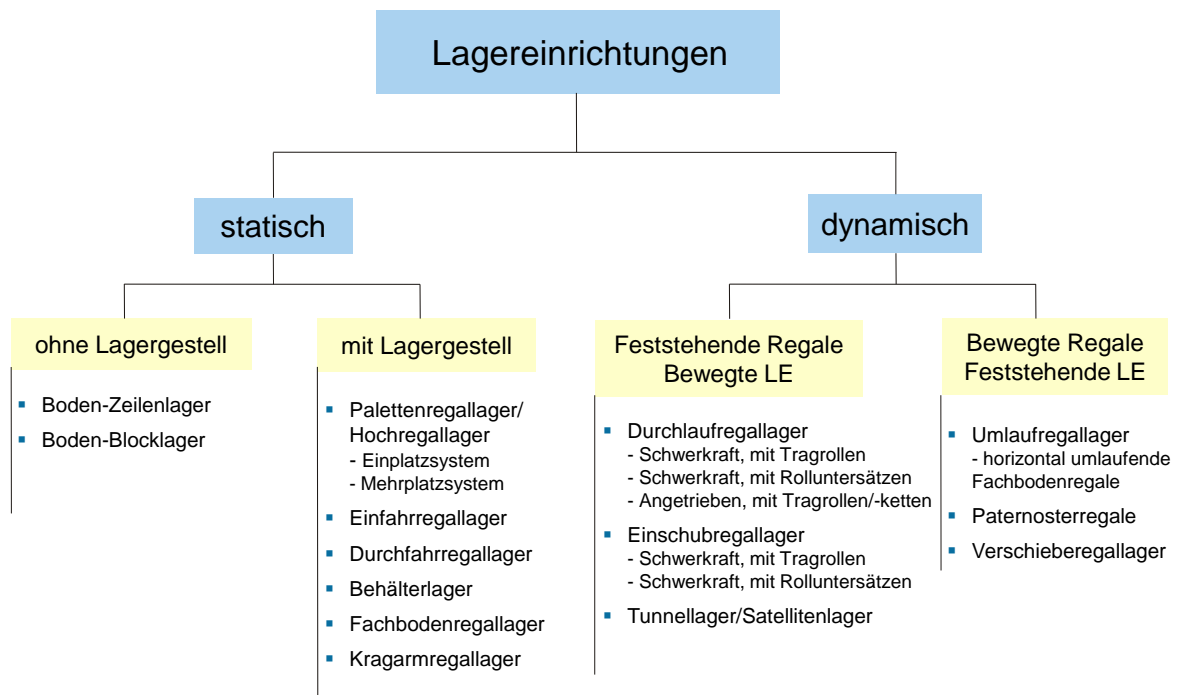 Lagereinrichtungen
statisch
dynamisch
ohne Lagergestell
▪ Boden-Zeilenlager
▪ Boden-Blocklager
mit Lagergestell
▪ Palettenregallager/
Hochregallager
- Einplatzsystem
- Mehrplatzsystem
▪ Einfahrregallager
▪ Durchfahrregallager
▪ Behälterlager
▪ Fachbodenregallager
▪ Kragarmregallager
Feststehende Regale
Bewegte LE
▪ Durchlaufregallager
- Schwerkraft, mit Tragrollen
- Schwerkraft, mit Rolluntersätzen
- Angetrieben, mit Tragrollen/-ketten
▪ Einschubregallager
- Schwerkraft, mit Tragrollen
- Schwerkraft, mit Rolluntersätzen
▪ Tunnellager/Satellitenlager
Bewegte Regale
Feststehende LE
▪ Umlaufregallager
- horizontal umlaufende
Fachbodenregale
▪ Paternosterregale
▪ Verschieberegallager